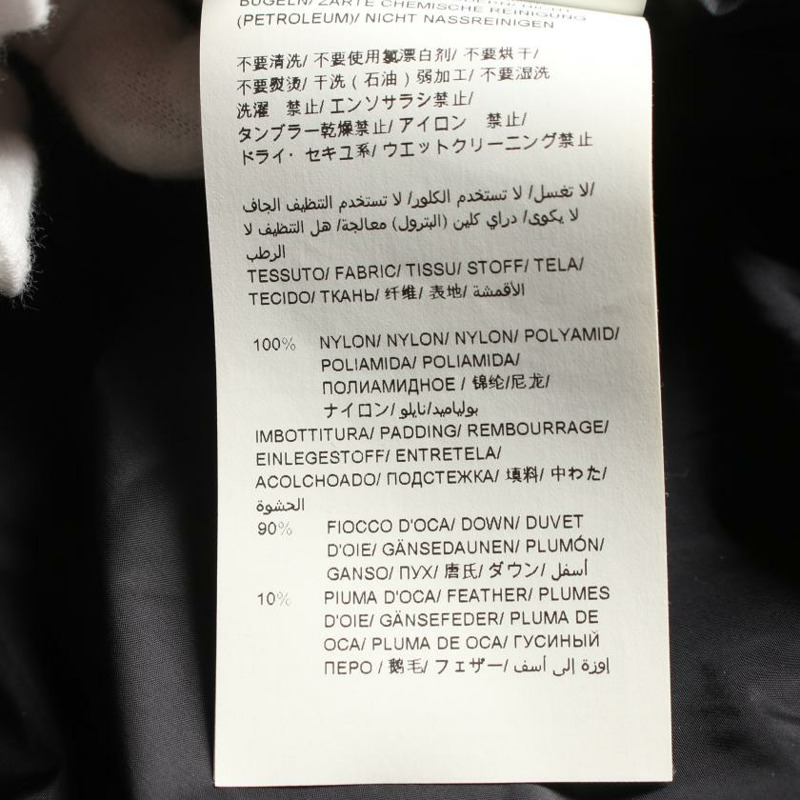 BÜGELN/ ZARTE CHEMISCHE REINIGUNG
(PETROLEUM)/ NICHT NASSREINIGEN
不要清洗/ 不要使用氯漂白剂/ 不要烘干/
不要熨烫/ 干洗（石油）弱加工/ 不要湿洗
洗濯 禁止/ エンソサラシ禁止/
タンブラー乾燥禁止/ アイロン 禁止/
ドライ・セキユ系/ ウエットクリーニング禁止
لا تغسل/ لا تستخدم الكلور/ لا تستخدم التنظيف الجاف/
لا يكوى/ دراي كلين (البترول) معالجة/ هل التنظيف لا
الرطب
TESSUTO/ FABRIC/ TISSU/ STOFF/ TELA/
TECIDO/ ТКАНЬ/ 纤维/ 表地/ الأقمشة
100% NYLON/ NYLON/ NYLON/ POLYAMID/
POLIAMIDA/ POLIAMIDA/
ПОЛИАМИДНОЕ / 锦纶/尼龙/
ナイロン/ بولياميد/نايلو
IMBOTTITURA/ PADDING/ REMBOURRAGE/
EINLEGESTOFF/ ENTRETELA/
ACOLCHOADO/ ПОДСТЕЖКА/ 填料/ 中わた/
الحشوة
90% FIOCCO D'OCA/ DOWN/ DUVET
D'OIE/ GÄNSEDAUNEN/ PLUMÓN/
GANSO/ ПУХ/ 唐氏/ ダウン/ أسفل/
10% PIUMA D'OCA/ FEATHER/ PLUMES
D'OIE/ GÄNSEFEDER/ PLUMA DE
OCA/ PLUMA DE OCA/ ГУСИНЫЙ
ПЕРО / 鹅毛/ フェザー/ إوزة إلى أسف/